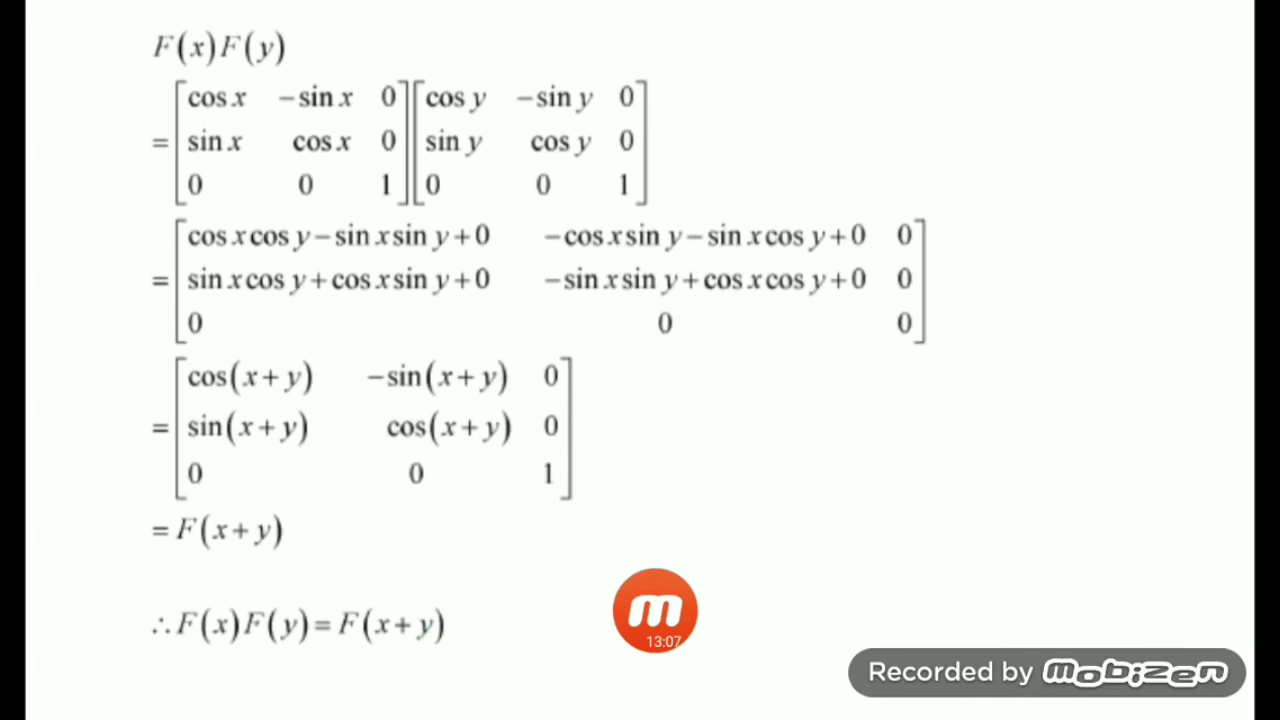 F(x)F(y)
= [cos x −sin x 0] [cos y −sin y 0]
[sin x cos x 0] [sin y cos y 0]
[0 0 1] [0 0 1]
= [cos x cos y − sin x sin y + 0 −cos x sin y − sin x cos y + 0 0]
[sin x cos y + cos x sin y + 0 −sin x sin y + cos x cos y + 0 0]
[0 0 0]
= [cos(x + y) −sin(x + y) 0]
[sin(x + y) cos(x + y) 0]
[0 0 1]
= F(x + y)
∴ F(x)F(y) = F(x + y)
m
13:07
Recorded by mobizen